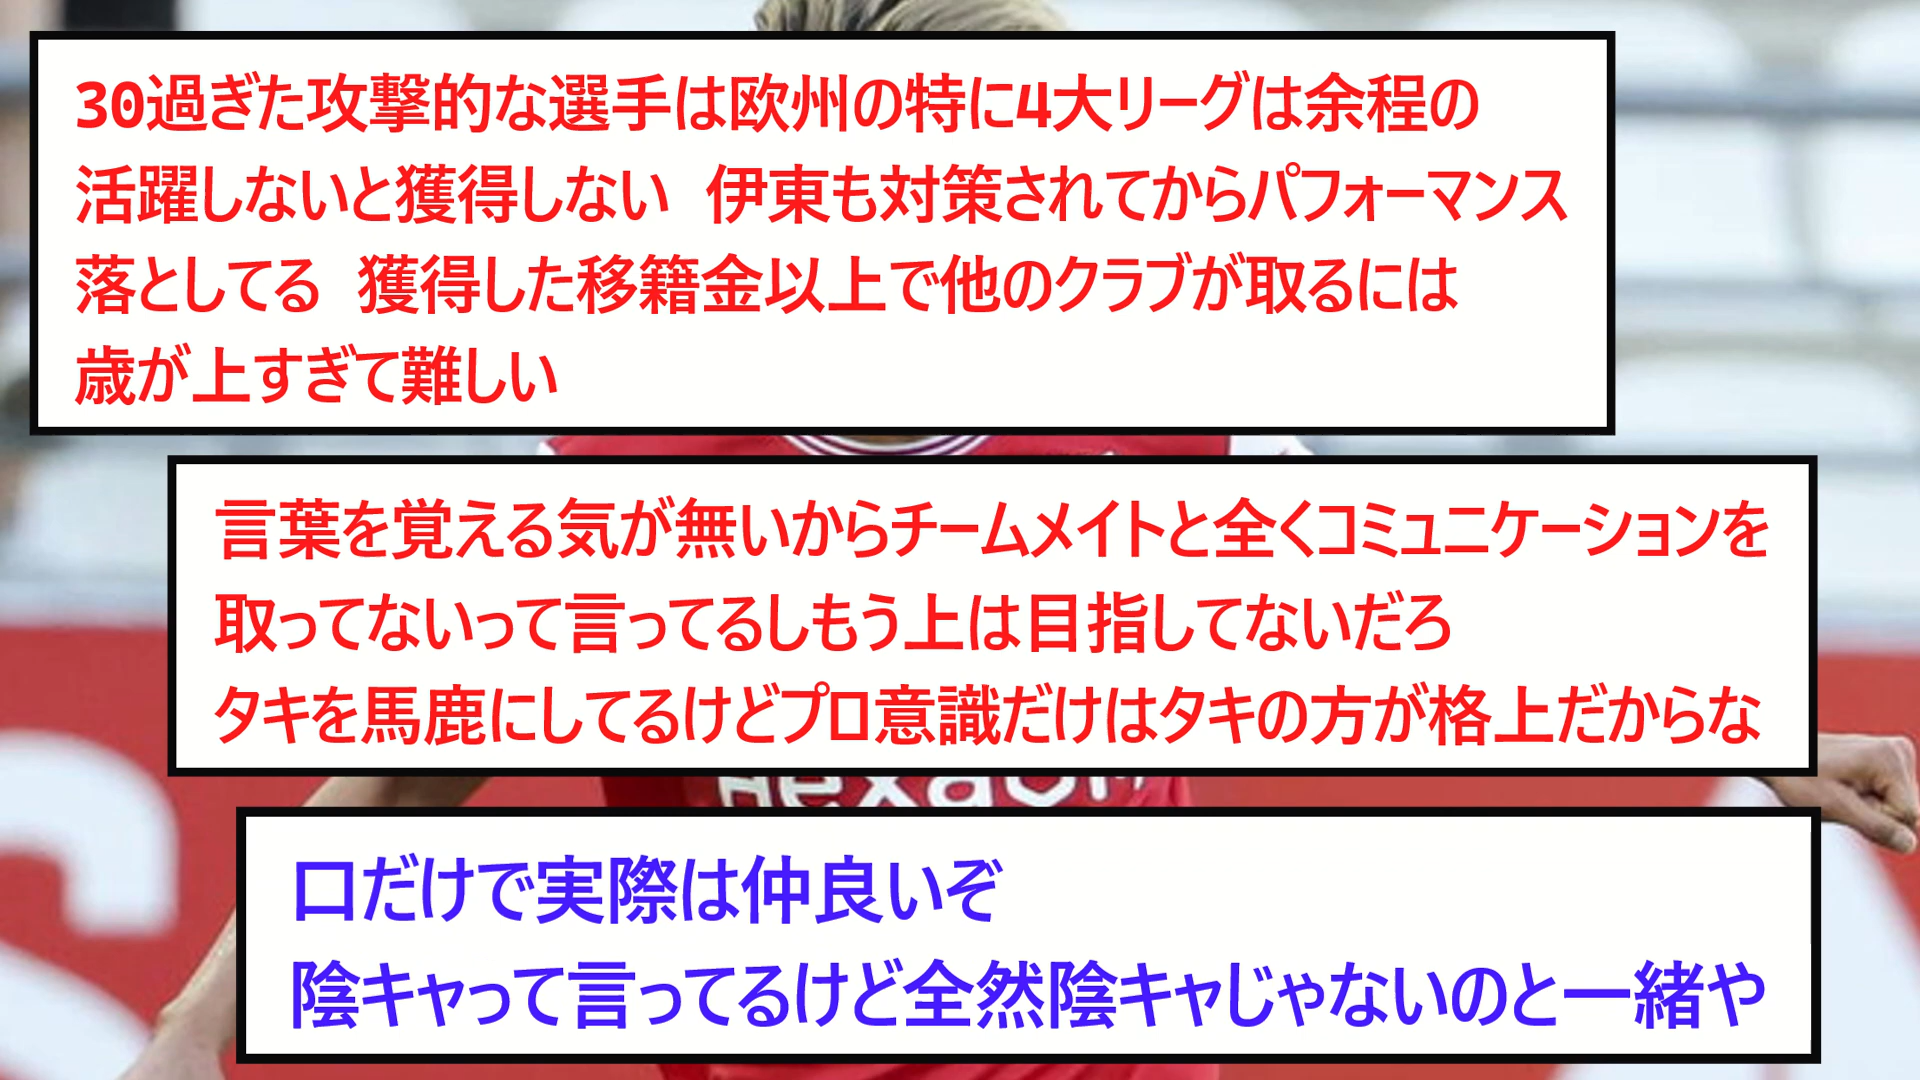 30過ぎた攻撃的な選手は欧州の特に4大リーグは余程の
活躍しないと獲得しない 伊東も対策されてからパフォーマンス
落としてる 獲得した移籍金以上で他のクラブが取るには
歳が上すぎて難しい
言葉を覚える気が無いからチームメイトと全くコミュニケーションを
取ってないって言ってるしもう上は目指してないだろ
タキを馬鹿にしてるけどプロ意識だけはタキの方が格上だからな
Hexaom
口だけで実際は仲良いぞ
陰キャって言ってるけど全然陰キャじゃないのと一緒や